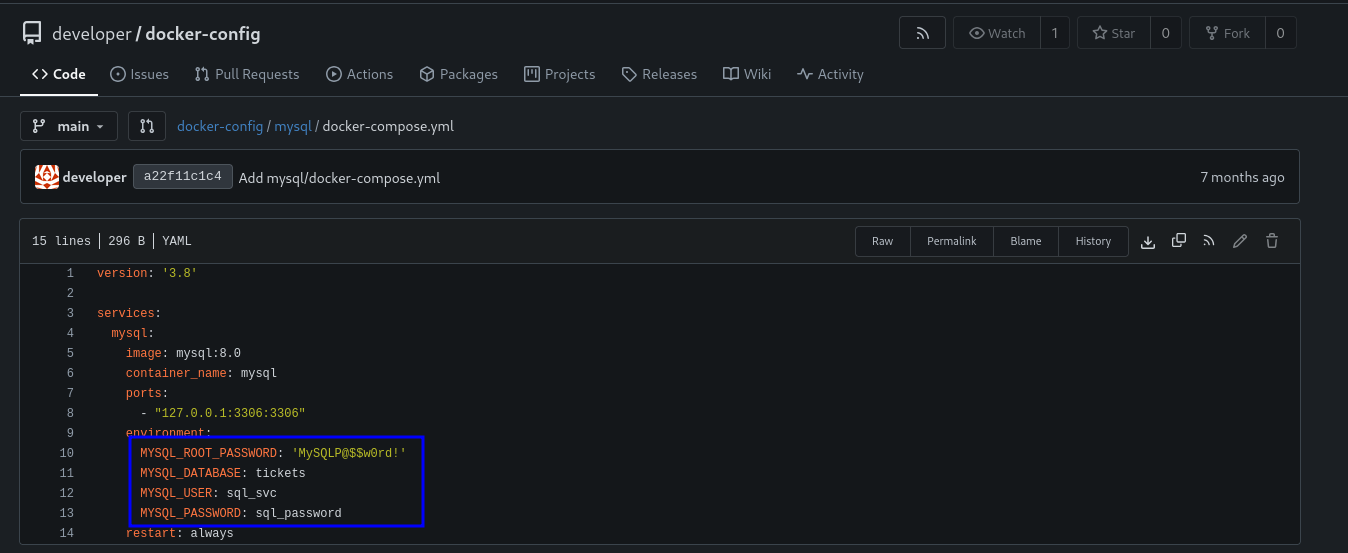 developer / docker-config Watch 1 Star 0 Fork 0
Code Issues Pull Requests Actions Packages Projects Releases Wiki Activity
main docker-config / mysql / docker-compose.yml
developer a22f11c1c4 Add mysql/docker-compose.yml 7 months ago
15 lines 296 B YAML Raw Permalink Blame History
1 version: '3.8'
2
3 services:
4 mysql:
5 image: mysql:8.0
6 container_name: mysql
7 ports:
8 - "127.0.0.1:3306:3306"
9 environment:
10 MYSQL_ROOT_PASSWORD: 'MySQLP@$$w0rd!'
11 MYSQL_DATABASE: tickets
12 MYSQL_USER: sql_svc
13 MYSQL_PASSWORD: sql_password
14 restart: always